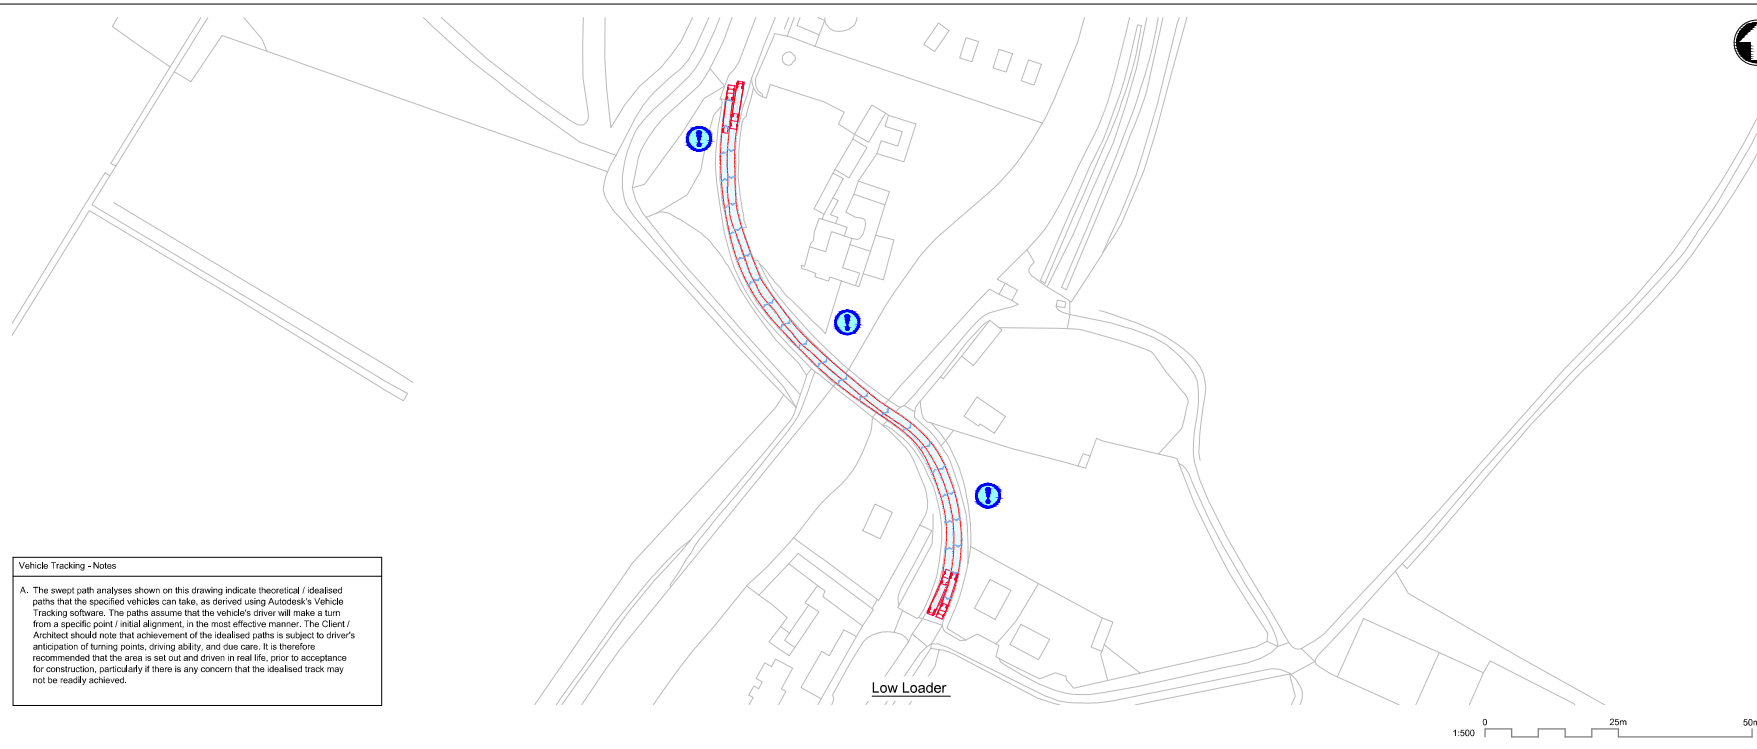 Vehicle Tracking - Notes
A. The swept path analyses shown on this drawing indicate theoretical / idealised
paths that the specified vehicles can take, as derived using Autodesk's Vehicle
Tracking software. The paths assume that the vehicle's driver will make a turn
from a specific point / initial alignment, in the most effective manner. The Client /
Architect should note that achievement of the idealised paths is subject to driver's
anticipation of turning points, driving ability, and due care. It is therefore
recommended that the area is set out and driven in real life, prior to acceptance
for construction, particularly if there is any concern that the idealised track may
not be readily achieved.
Low Loader
0 25m 50m
1:500